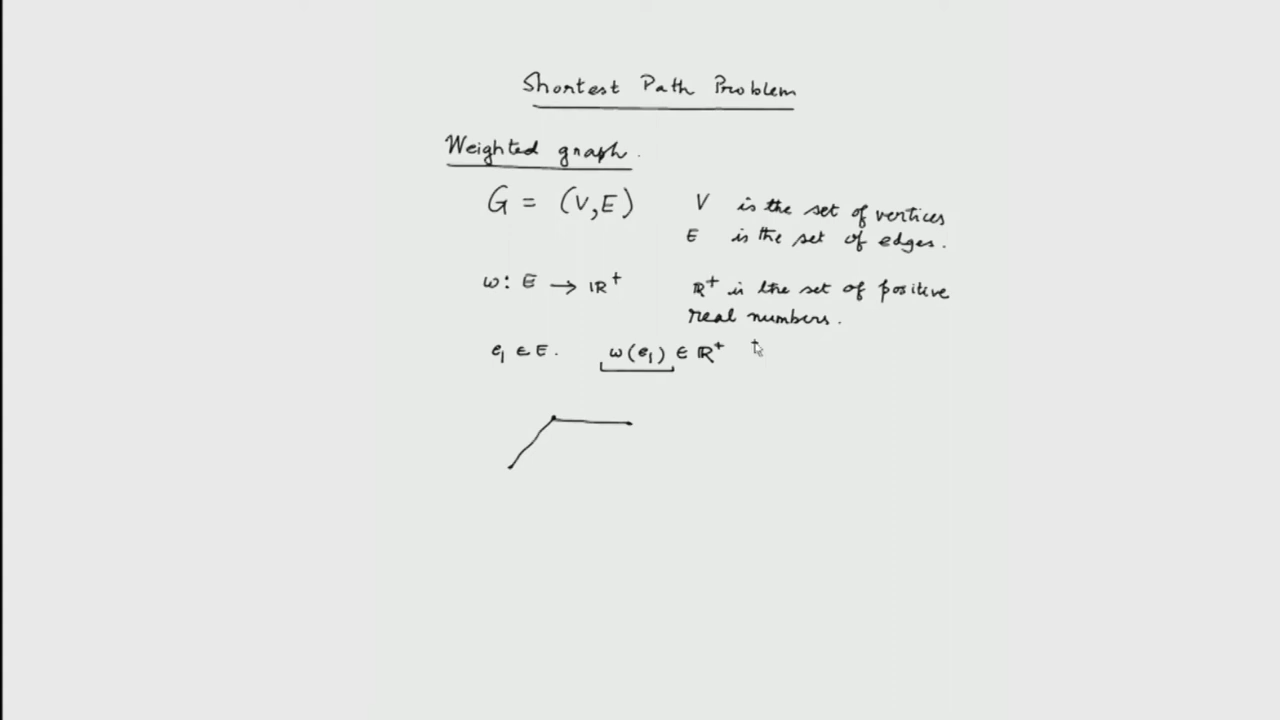 Shortest Path Problem
Weighted graph.
G = (V,E) V is the set of vertices
E is the set of edges.
w: E → ℝ⁺ ℝ⁺ is the set of positive
real numbers.
e₁ ∈ E. w(e₁) ∈ ℝ⁺